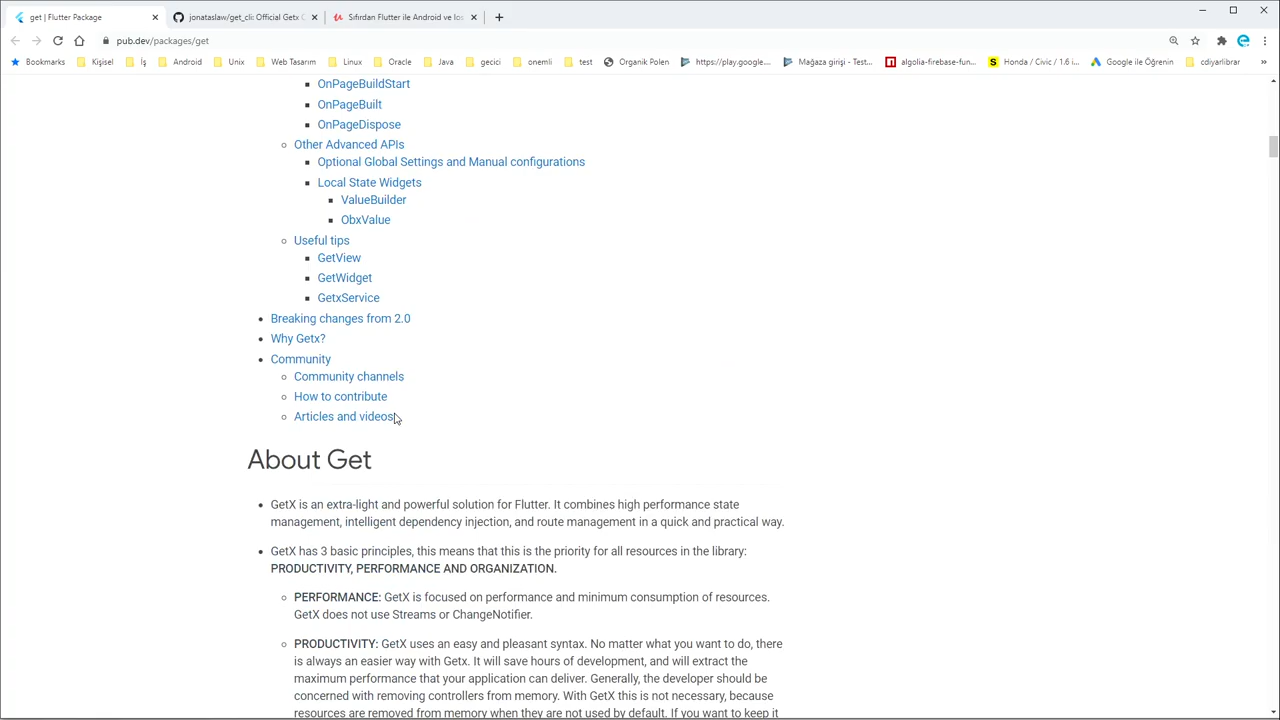 get | Flutter Package
jonataslaw/get_cli: Official Getx C
Sıfırdan Flutter ile Android ve Ios
pub.dev/packages/get
Bookmarks
Kişisel
İş
Android
Unix
Web Tasarım
Linux
Oracle
Java
gecici
onemli
test
Organik Polen
https://play.google....
Mağaza girişi - Test...
algolia-firebase-fun...
Honda / Civic / 1.6 i...
Google ile Öğrenin
cdiyarlibrar
OnPageBuildStart
OnPageBuilt
OnPageDispose
Other Advanced APIs
Optional Global Settings and Manual configurations
Local State Widgets
ValueBuilder
ObxValue
Useful tips
GetView
GetWidget
GetxService
Breaking changes from 2.0
Why Getx?
Community
Community channels
How to contribute
Articles and videos
About Get
GetX is an extra-light and powerful solution for Flutter. It combines high performance state
management, intelligent dependency injection, and route management in a quick and practical way.
GetX has 3 basic principles, this means that this is the priority for all resources in the library:
PRODUCTIVITY, PERFORMANCE AND ORGANIZATION.
PERFORMANCE: GetX is focused on performance and minimum consumption of resources.
GetX does not use Streams or ChangeNotifier.
PRODUCTIVITY: GetX uses an easy and pleasant syntax. No matter what you want to do, there
is always an easier way with Getx. It will save hours of development, and will extract the
maximum performance that your application can deliver. Generally, the developer should be
concerned with removing controllers from memory. With GetX this is not necessary, because
resources are removed from memory when they are not used by default. If you want to keep it